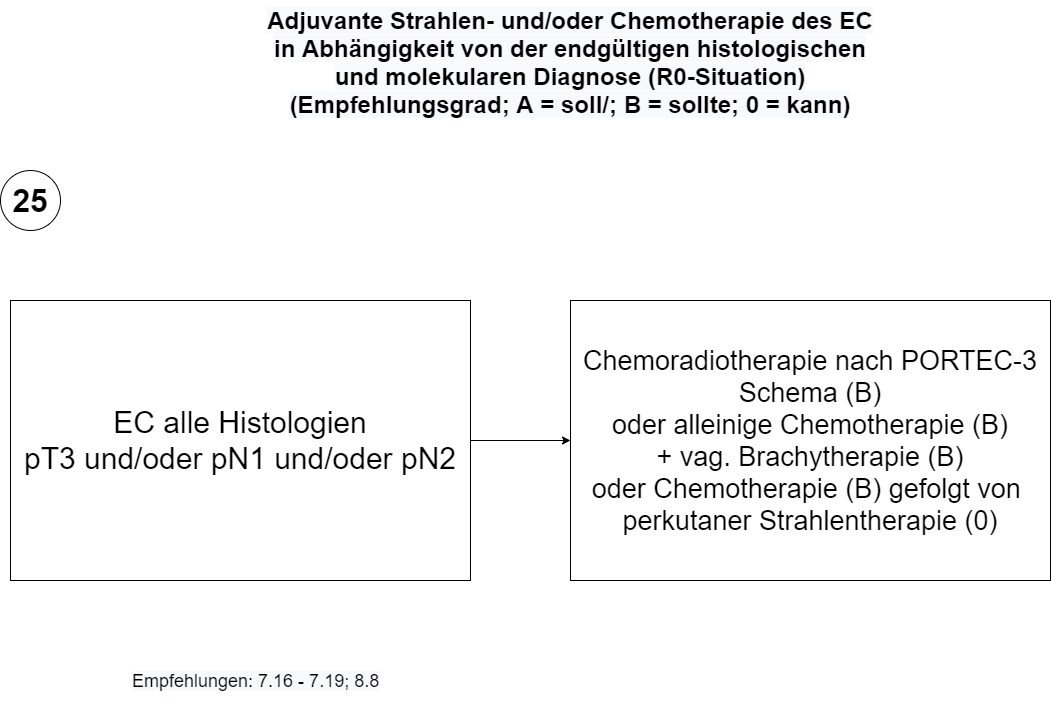 Adjuvante Strahlen- und/oder Chemotherapie des EC
in Abhängigkeit von der endgültigen histologischen
und molekularen Diagnose (R0-Situation)
(Empfehlungsgrad; A = soll/; B = sollte; 0 = kann)
25
EC alle Histologien
pT3 und/oder pN1 und/oder pN2
Chemoradiotherapie nach PORTEC-3
Schema (B)
oder alleinige Chemotherapie (B)
+ vag. Brachytherapie (B)
oder Chemotherapie (B) gefolgt von
perkutaner Strahlentherapie (0)
Empfehlungen: 7.16 - 7.19; 8.8